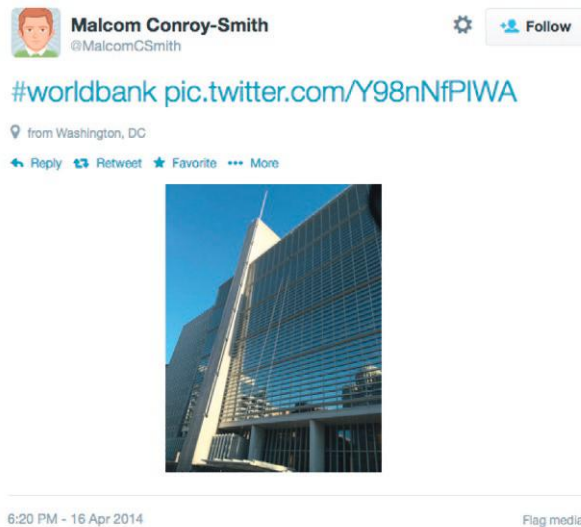 Malcom Conroy-Smith
@MalcomCSmith
Follow
#worldbank pic.twitter.com/Y98nNfPlWA
from Washington, DC
Reply Retweet Favorite ••• More
6:20 PM - 16 Apr 2014
Flag media